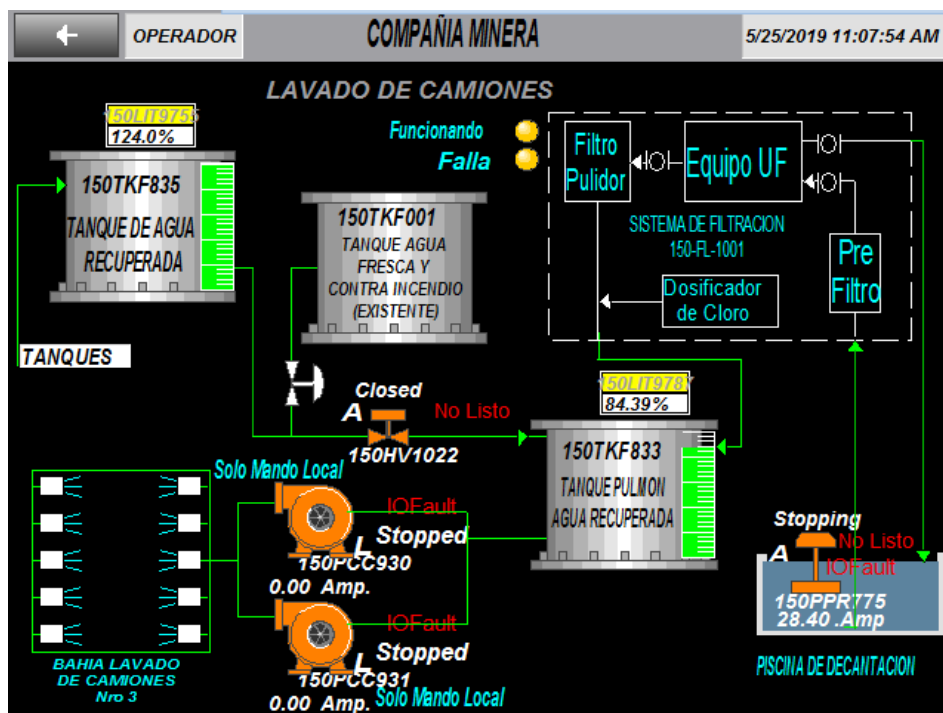 OPERADOR
COMPAÑIA MINERA
5/25/2019 11:07:54 AM
LAVADO DE CAMIONES
150LIT9755
124.0%
Funcionando
Falla
Filtro
Pulidor
Equipo UF
SISTEMA DE FILTRACION
150-FL-1001
Pre
Filtro
Dosificador
de Cloro
150TKF835
TANQUE DE AGUA
RECUPERADA
150TKF001
TANQUE AGUA
FRESCA Y
CONTRA INCENDIO
(EXISTENTE)
TANQUES
Closed
A
No Listo
150HV1022
150LIT9787
84.39%
150TKF833
TANQUE PULMON
AGUA RECUPERADA
Solo Mando Local
IOFault
Stopped
L
150PCC930
0.00 Amp.
IOFault
Stopped
L
150PCC931
0.00 Amp.
Solo Mando Local
Stopping
No Listo
A
IOFault
150PPR775
28.40 .Amp
PISCINA DE DECANTACION
BAHIA LAVADO
DE CAMIONES
Nro 3